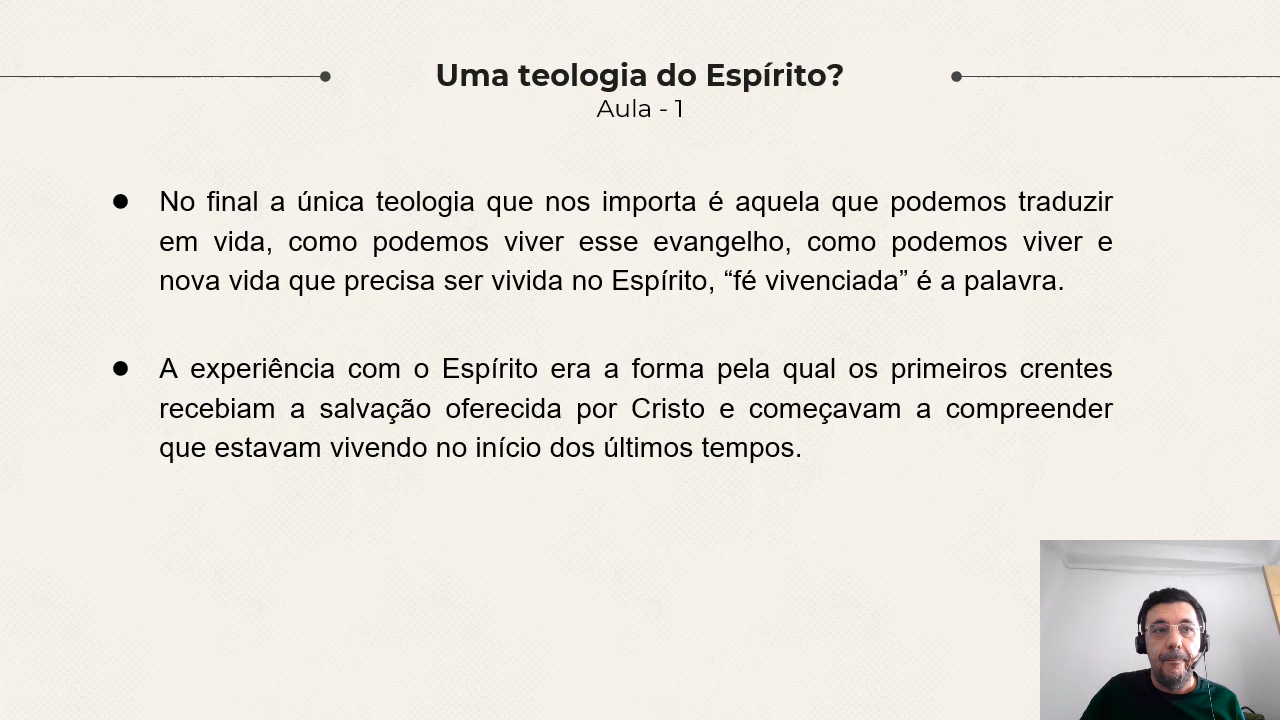 Uma teologia do Espírito?
Aula - 1
● No final a única teologia que nos importa é aquela que podemos traduzir
em vida, como podemos viver esse evangelho, como podemos viver e
nova vida que precisa ser vivida no Espírito, “fé vivenciada” é a palavra.
● A experiência com o Espírito era a forma pela qual os primeiros crentes
recebiam a salvação oferecida por Cristo e começavam a compreender
que estavam vivendo no início dos últimos tempos.